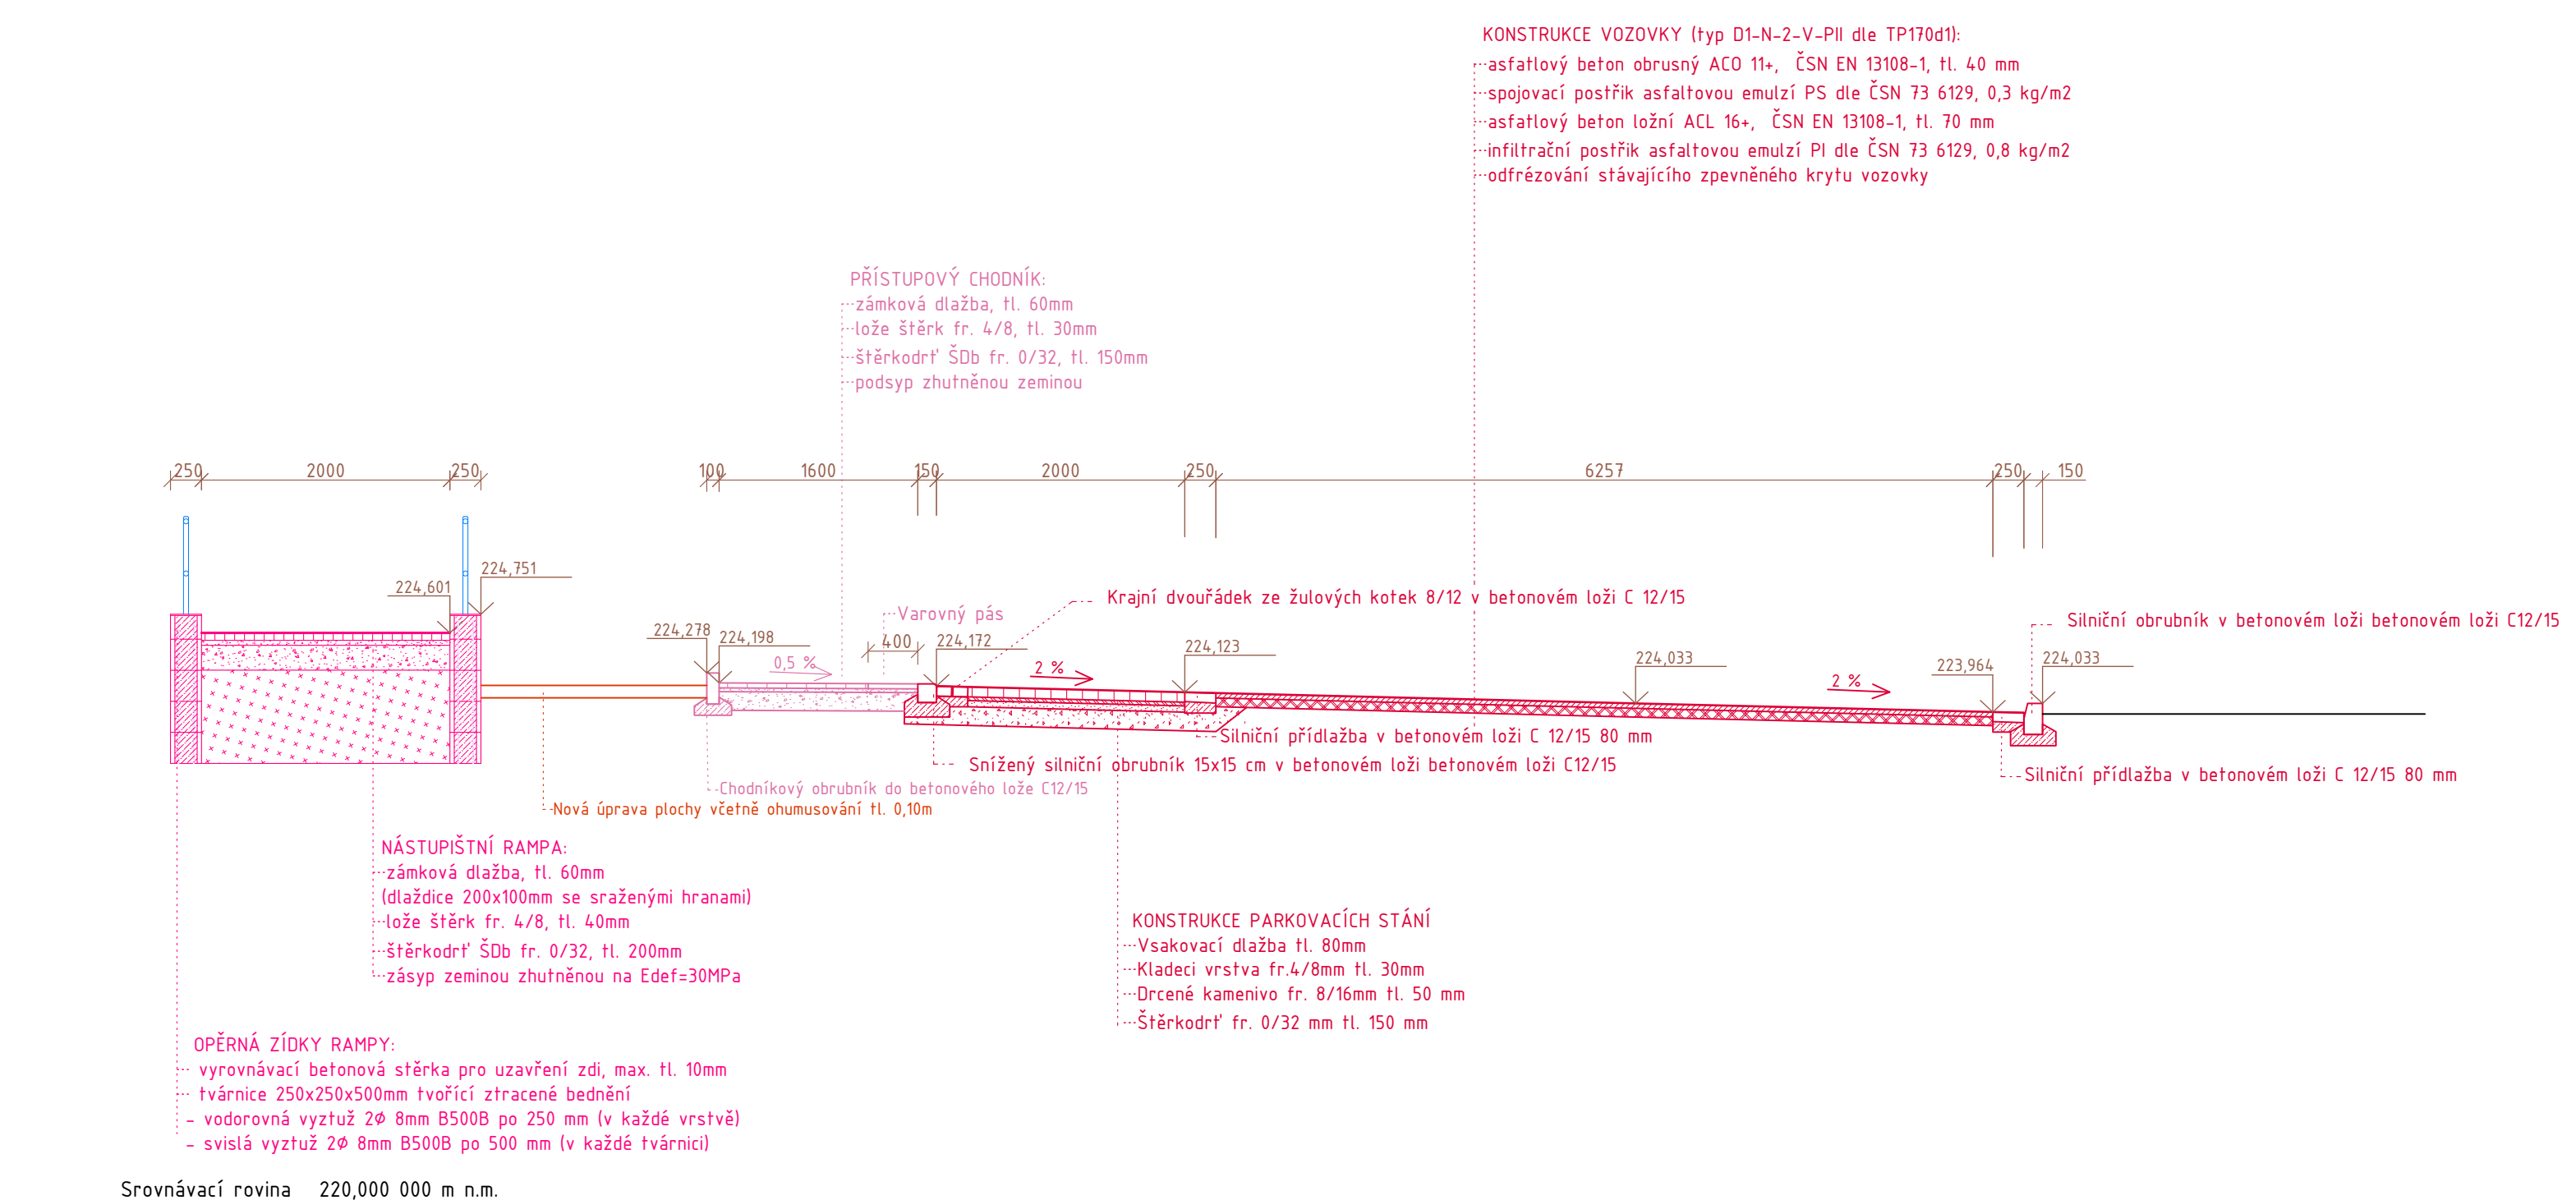 KONSTRUKCE VOZOVKY (typ D1-N-2-V-PII dle TP170d1):
asfatlový beton obrusný ACO 11+, ČSN EN 13108-1, tl. 40 mm
spojovací postřik asfaltovou emulzí PS dle ČSN 73 6129, 0,3 kg/m2
asfatlový beton ložní ACL 16+, ČSN EN 13108-1, tl. 70 mm
infiltrační postřik asfaltovou emulzí PI dle ČSN 73 6129, 0,8 kg/m2
odfrézování stávajícího zpevněného krytu vozovky
PŘÍSTUPOVÝ CHODNÍK:
zámková dlažba, tl. 60mm
lože štěrk fr. 4/8, tl. 30mm
štěrkodrť ŠDb fr. 0/32, tl. 150mm
podsyp zhutněnou zeminou
250 2000 250 100 1600 150 2000 250 6257 250 150
224,751
224,601
Krajní dvouřádek ze žulových kotek 8/12 v betonovém loži C 12/15
Varovný pás
Silniční obrubník v betonovém loži betonovém loži C12/15
224,278
224,198
400
224,172
224,123
224,033
223,964
224,033
0,5 %
2 %
2 %
Silniční přídlažba v betonovém loži C 12/15 80 mm
Snížený silniční obrubník 15x15 cm v betonovém loži betonovém loži C12/15
Silniční přídlažba v betonovém loži C 12/15 80 mm
Chodníkový obrubník do betonového lože C12/15
Nová úprava plochy včetně ohumusování tl. 0,10m
NÁSTUPIŠTNÍ RAMPA:
zámková dlažba, tl. 60mm
(dlaždice 200x100mm se sraženými hranami)
lože štěrk fr. 4/8, tl. 40mm
štěrkodrť ŠDb fr. 0/32, tl. 200mm
zásyp zeminou zhutněnou na Edef=30MPa
KONSTRUKCE PARKOVACÍCH STÁNÍ
Vsakovací dlažba tl. 80mm
Kladeci vrstva fr.4/8mm tl. 30mm
Drcené kamenivo fr. 8/16mm tl. 50 mm
Štěrkodrť fr. 0/32 mm tl. 150 mm
OPĚRNÁ ZÍDKY RAMPY:
vyrovnávací betonová stěrka pro uzavření zdi, max. tl. 10mm
tvárnice 250x250x500mm tvořící ztracené bednění
- vodorovná vyztuž 2Ø 8mm B500B po 250 mm (v každé vrstvě)
- svislá vyztuž 2Ø 8mm B500B po 500 mm (v každé tvárnici)
Srovnávací rovina 220,000 000 m n.m.